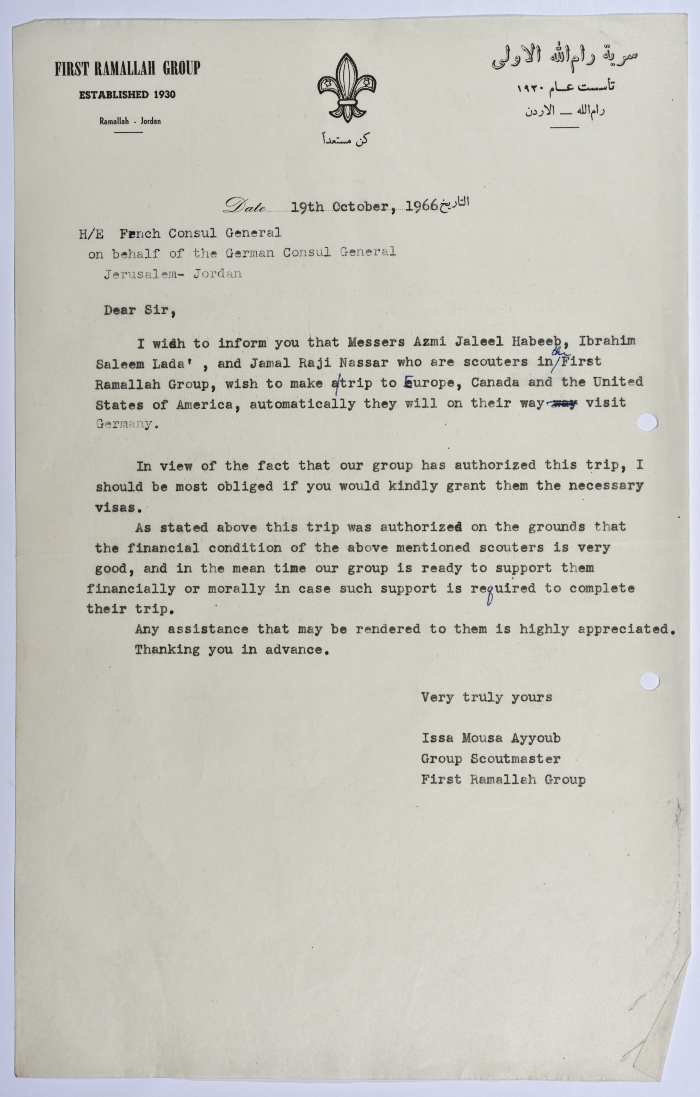 FIRST RAMALLAH GROUP
ESTABLISHED 1930
Ramallah - Jordan
سرية رام الله الاولى
تأسست عام ١٩٣٠
رام الله — الاردن
كن مستعداً
Date 19th October, 1966 التاريخ
H/E Fench Consul General
on behalf of the German Consul General
Jerusalem- Jordan
Dear Sir,
I wish to inform you that Messers Azmi Jaleel Habeeb, Ibrahim
Saleem Lada' , and Jamal Raji Nassar who are scouters in the First
Ramallah Group, wish to make a/trip to Europe, Canada and the United
States of America, automatically they will on their way way visit
Germany.
In view of the fact that our group has authorized this trip, I
should be most obliged if you would kindly grant them the necessary
visas.
As stated above this trip was authorized on the grounds that
the financial condition of the above mentioned scouters is very
good, and in the mean time our group is ready to support them
financially or morally in case such support is required to complete
their trip.
Any assistance that may be rendered to them is highly appreciated.
Thanking you in advance.
Very truly yours
Issa Mousa Ayyoub
Group Scoutmaster
First Ramallah Group